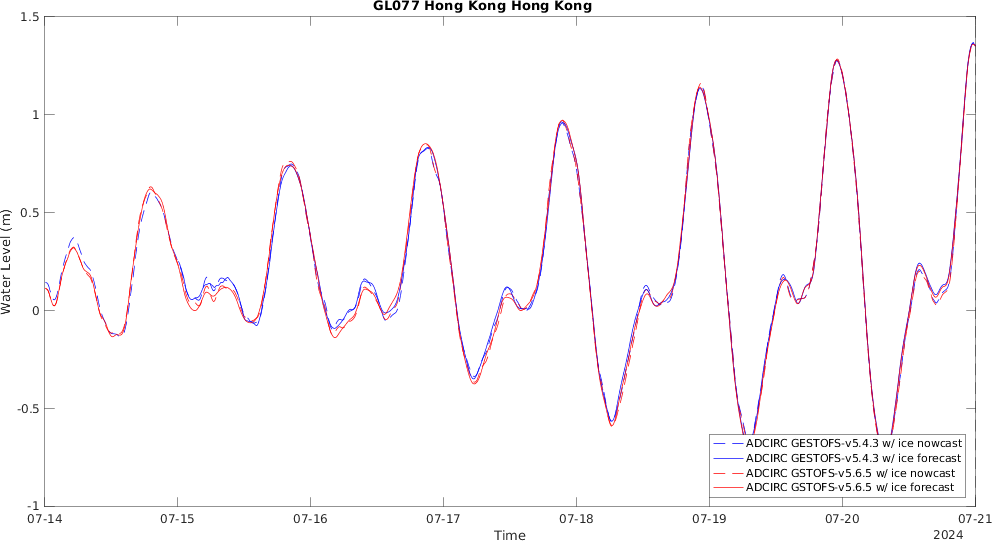 GL077 Hong Kong Hong Kong
1.5
1
0.5
0
-0.5
-1
Water Level (m)
ADCIRC GESTOFS-v5.4.3 w/ ice nowcast
ADCIRC GESTOFS-v5.4.3 w/ ice forecast
ADCIRC GSTOFS-v5.6.5 w/ ice nowcast
ADCIRC GSTOFS-v5.6.5 w/ ice forecast
07-14 07-15 07-16 07-17 07-18 07-19 07-20 07-21
Time
2024